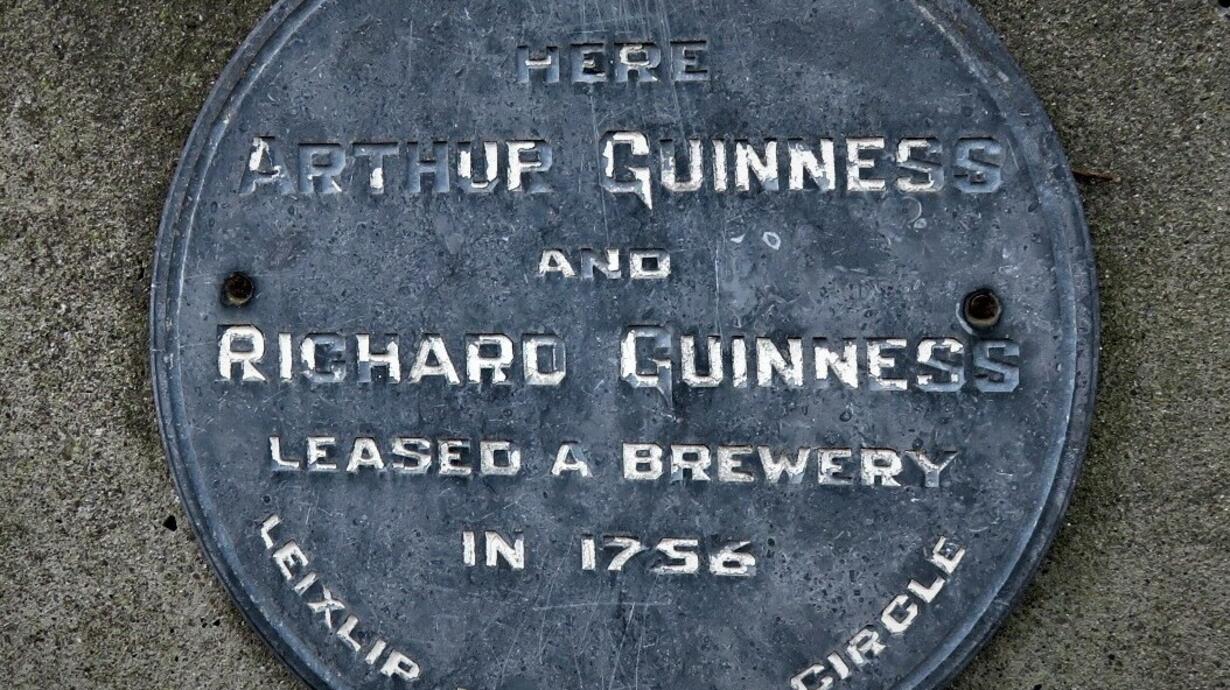 HERE
ARTHUR GUINNESS
AND
RICHARD GUINNESS
LEASED A BREWERY
IN 1756
LEIXLIP CIRCLE